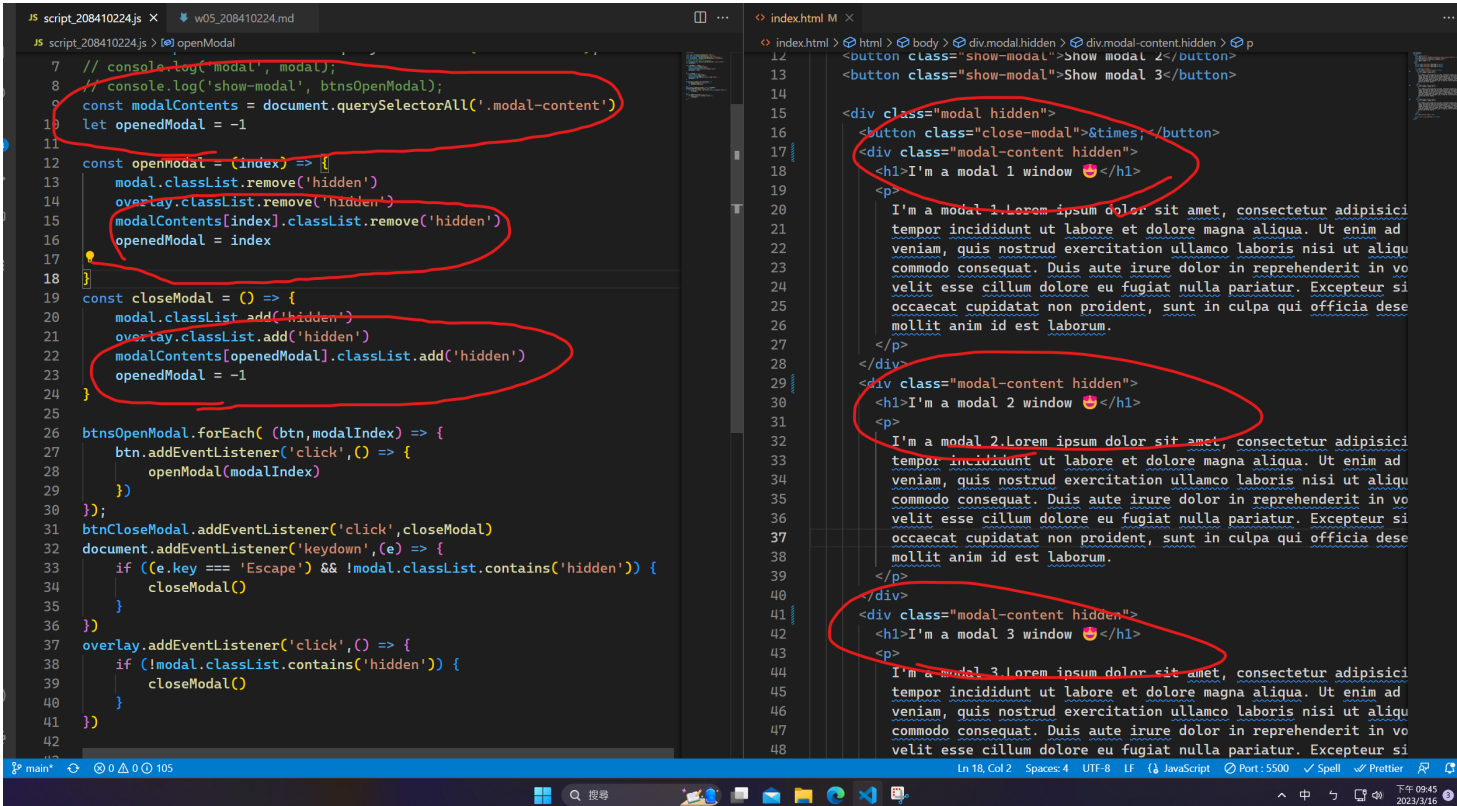 JS script_208410224.js ×
w05_208410224.md
JS script_208410224.js > openModal
7 // console.log('modal', modal);
8 // console.log('show-modal', btnsOpenModal);
9 const modalContents = document.querySelectorAll('.modal-content')
10 let openedModal = -1
11
12 const openModal = (index) => {
13 modal.classList.remove('hidden')
14 overlay.classList.remove('hidden')
15 modalContents[index].classList.remove('hidden')
16 openedModal = index
17
18 }
19 const closeModal = () => {
20 modal.classList.add('hidden')
21 overlay.classList.add('hidden')
22 modalContents[openedModal].classList.add('hidden')
23 openedModal = -1
24 }
25
26 btnsOpenModal.forEach( (btn,modalIndex) => {
27 btn.addEventListener('click',() => {
28 openModal(modalIndex)
29 })
30 });
31 btnCloseModal.addEventListener('click',closeModal)
32 document.addEventListener('keydown',(e) => {
33 if ((e.key === 'Escape') && !modal.classList.contains('hidden')) {
34 closeModal()
35 }
36 })
37 overlay.addEventListener('click',() => {
38 if (!modal.classList.contains('hidden')) {
39 closeModal()
40 }
41 })
42
<> index.html M ×
<> index.html > html > body > div.modal.hidden > div.modal-content.hidden > p
12 <button class="show-modal">Show modal 2</button>
13 <button class="show-modal">Show modal 3</button>
14
15 <div class="modal hidden">
16 <button class="close-modal">&times;</button>
17 <div class="modal-content hidden">
18 <h1>I'm a modal 1 window 😍</h1>
19 <p>
20 I'm a modal 1.Lorem ipsum dolor sit amet, consectetur adipisici
21 tempor incididunt ut labore et dolore magna aliqua. Ut enim ad
22 veniam, quis nostrud exercitation ullamco laboris nisi ut aliqu
23 commodo consequat. Duis aute irure dolor in reprehenderit in vo
24 velit esse cillum dolore eu fugiat nulla pariatur. Excepteur si
25 occaecat cupidatat non proident, sunt in culpa qui officia dese
26 mollit anim id est laborum.
27 </p>
28 </div>
29 <div class="modal-content hidden">
30 <h1>I'm a modal 2 window 😍</h1>
31 <p>
32 I'm a modal 2.Lorem ipsum dolor sit amet, consectetur adipisici
33 tempor incididunt ut labore et dolore magna aliqua. Ut enim ad
34 veniam, quis nostrud exercitation ullamco laboris nisi ut aliqu
35 commodo consequat. Duis aute irure dolor in reprehenderit in vo
36 velit esse cillum dolore eu fugiat nulla pariatur. Excepteur si
37 occaecat cupidatat non proident, sunt in culpa qui officia dese
38 mollit anim id est laborum.
39 </p>
40 </div>
41 <div class="modal-content hidden">
42 <h1>I'm a modal 3 window 😍</h1>
43 <p>
44 I'm a modal 3.Lorem ipsum dolor sit amet, consectetur adipisici
45 tempor incididunt ut labore et dolore magna aliqua. Ut enim ad
46 veniam, quis nostrud exercitation ullamco laboris nisi ut aliqu
47 commodo consequat. Duis aute irure dolor in reprehenderit in vo
48 velit esse cillum dolore eu fugiat nulla pariatur. Excepteur si
main* 0 0 105
Ln 18, Col 2 Spaces: 4 UTF-8 LF JavaScript Port : 5500 Spell Prettier
搜尋
中 ㄅ 下午 09:45
2023/3/16 3